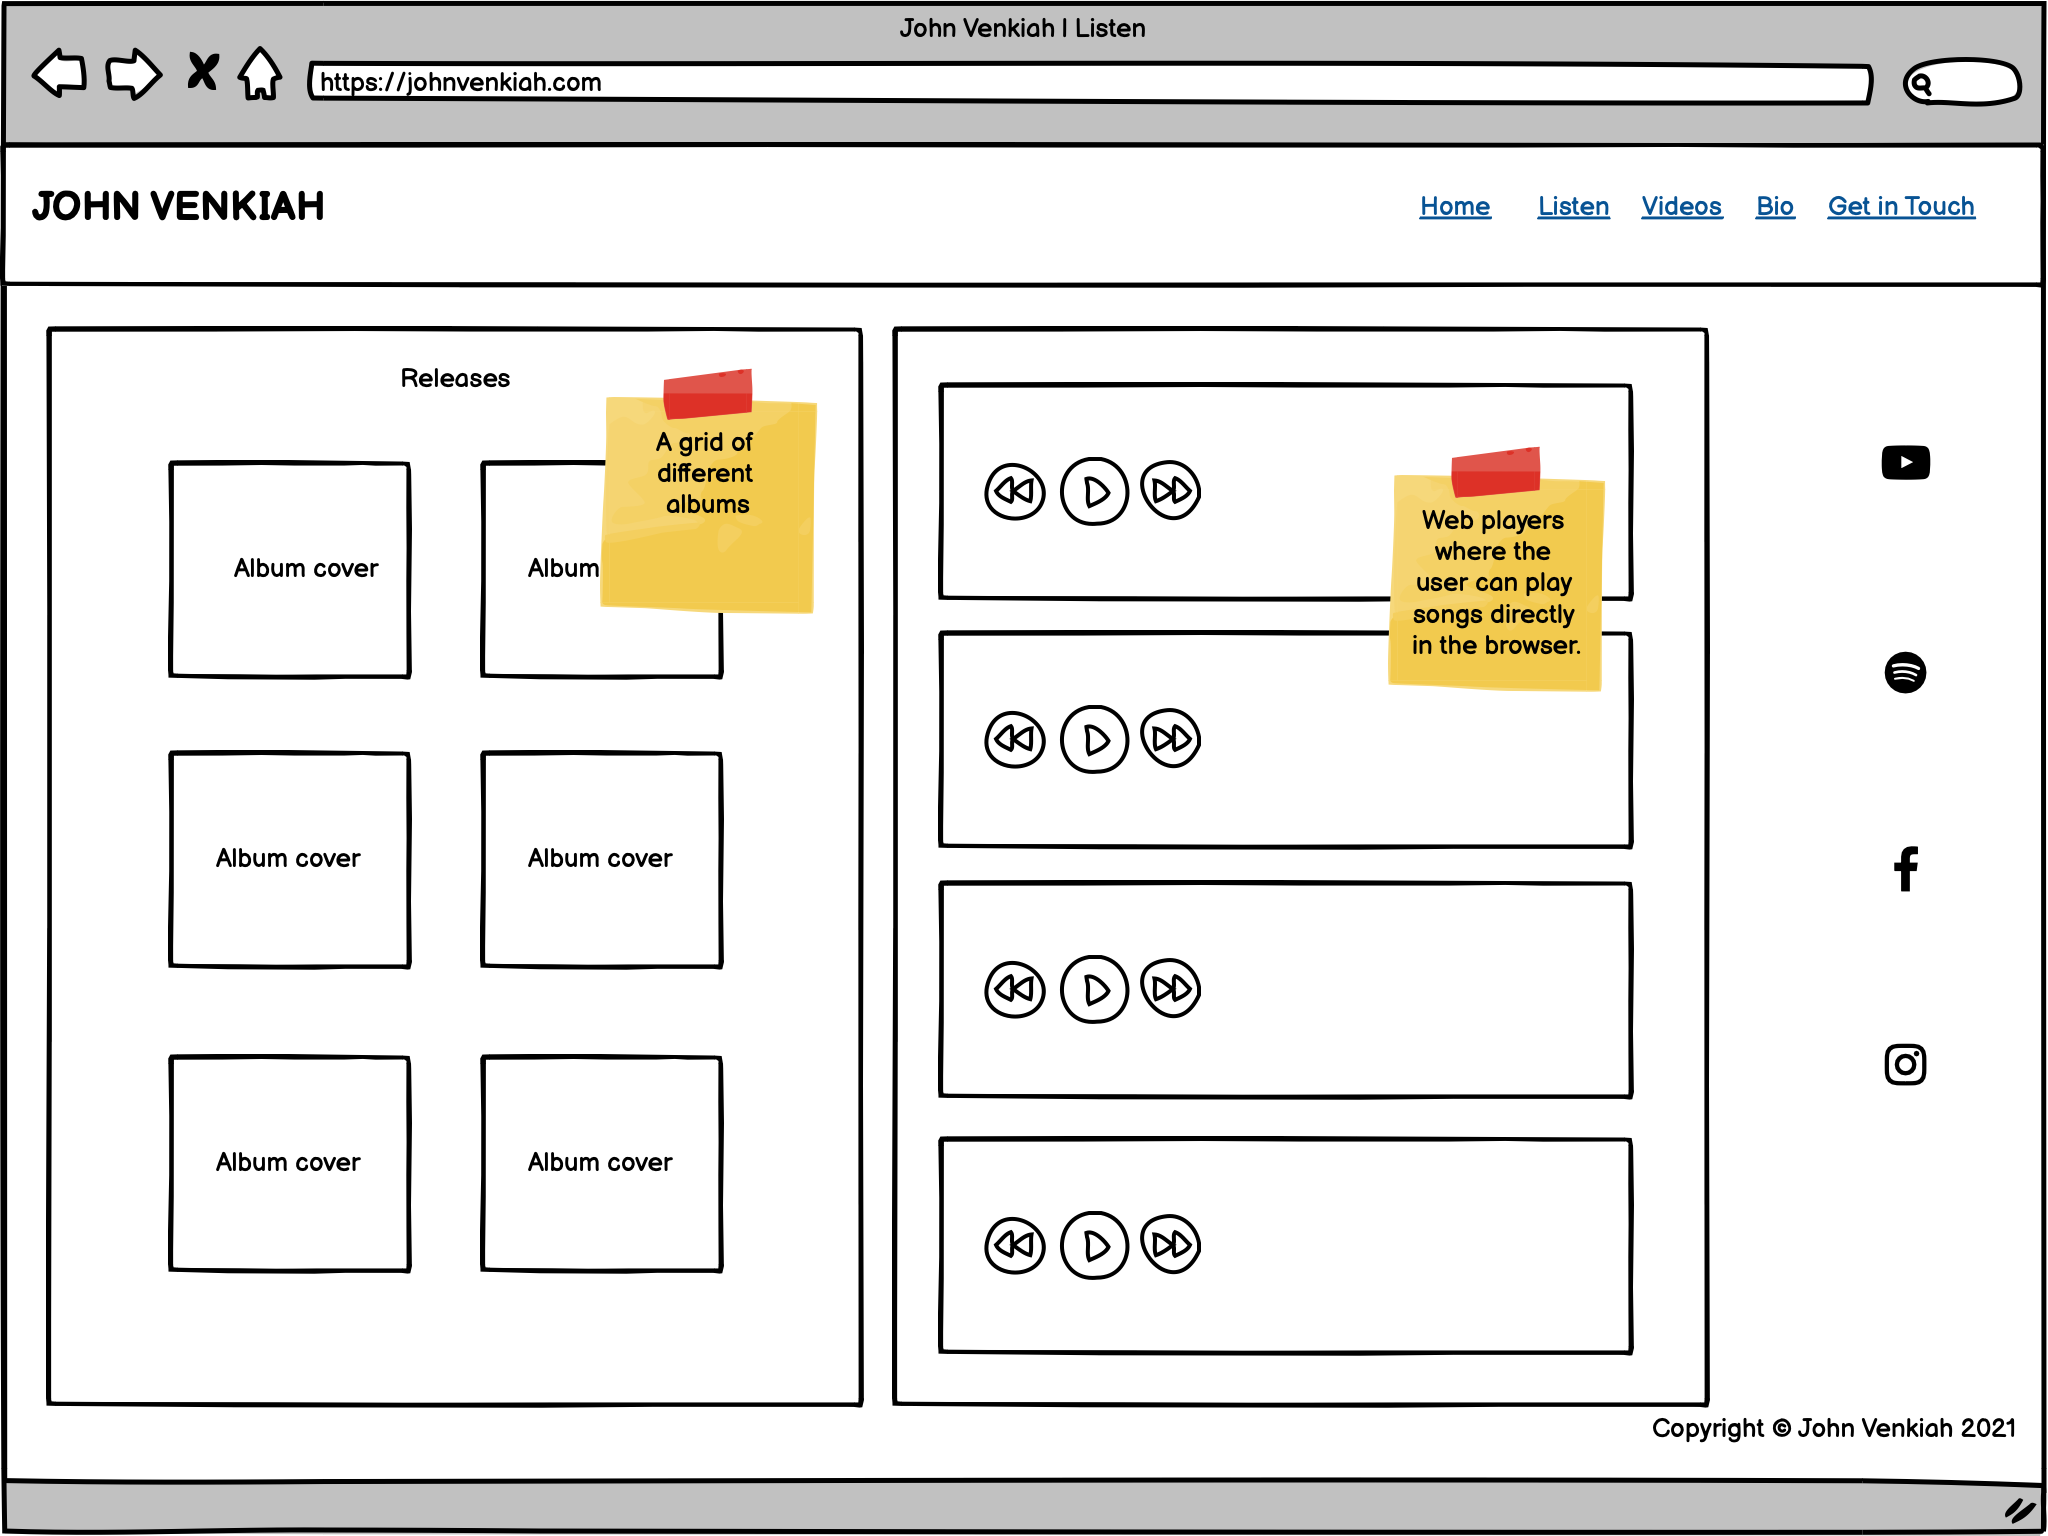 John Venkiah | Listen
https://johnvenkiah.com
JOHN VENKIAH
Home Listen Videos Bio Get in Touch
Releases
A grid of
different
albums
Album cover
Album
Album cover
Album cover
Album cover
Album cover
Web players
where the
user can play
songs directly
in the browser.
Copyright © John Venkiah 2021